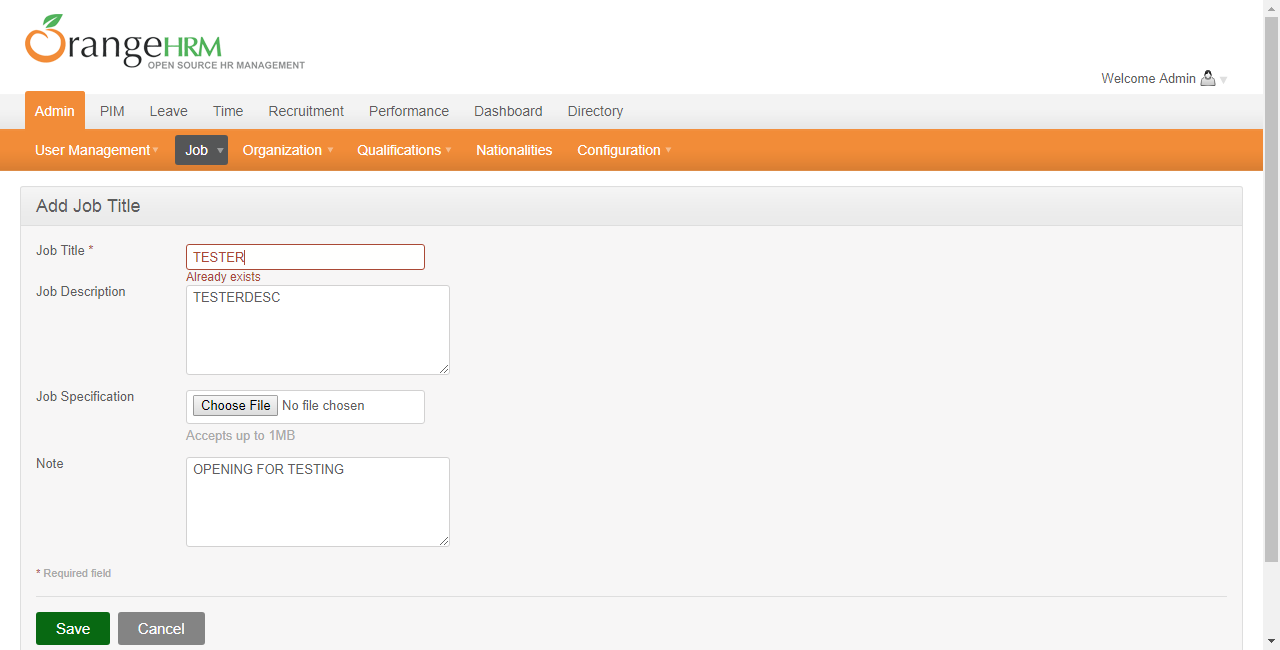 OrangeHRM
OPEN SOURCE HR MANAGEMENT
Welcome Admin
Admin PIM Leave Time Recruitment Performance Dashboard Directory
User Management Job Organization Qualifications Nationalities Configuration
Add Job Title
Job Title * TESTER
Already exists
Job Description TESTERDESC
Job Specification Choose File No file chosen
Accepts up to 1MB
Note OPENING FOR TESTING
* Required field
Save Cancel